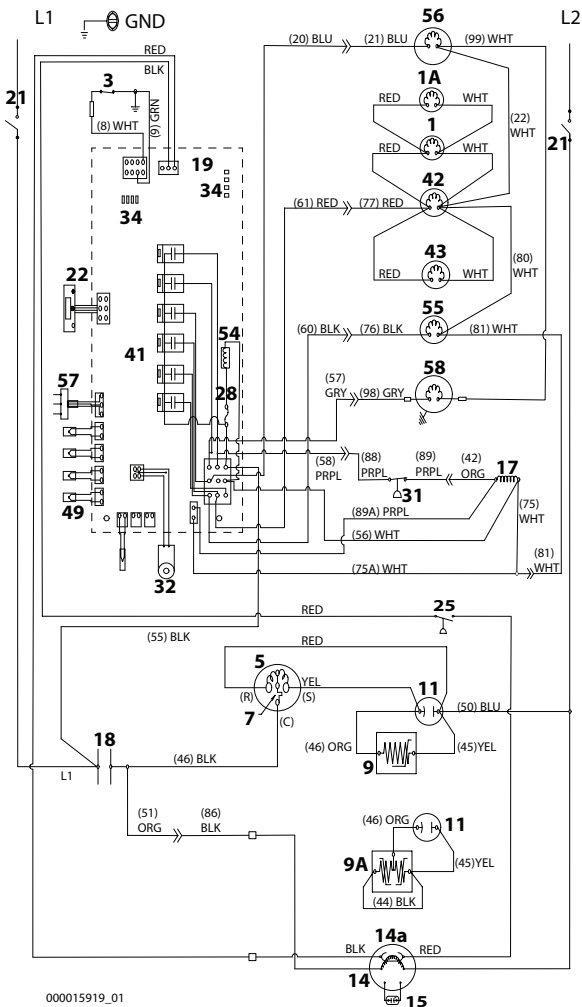 L1
GND
L2
56
RED
BLK
(20) BLU
(21) BLU
(99) WHT
21
3
(8) WHT
(9) GRN
1A
RED
WHT
1
RED
WHT
(22)
WHT
21
19
34
34
42
(61) RED
(77) RED
22
43
RED
WHT
(80)
WHT
55
(60) BLK
(76) BLK
(81) WHT
41
54
57
28
(57)
GRY
(98) GRY
58
(58)
PRPL
(88)
PRPL
(89)
PRPL
(42)
ORG
17
31
49
(89A) PRPL
(75)
WHT
(56) WHT
(81)
WHT
32
(75A) WHT
RED
25
(55) BLK
RED
5
YEL
(R)
(S)
11
7
(C)
(50) BLU
18
(46) BLK
L1
(46) ORG
9
(45)YEL
(51)
ORG
(86)
BLK
(46) ORG
11
9A
(45)YEL
(44) BLK
14a
BLK
RED
14
15
000015919_01